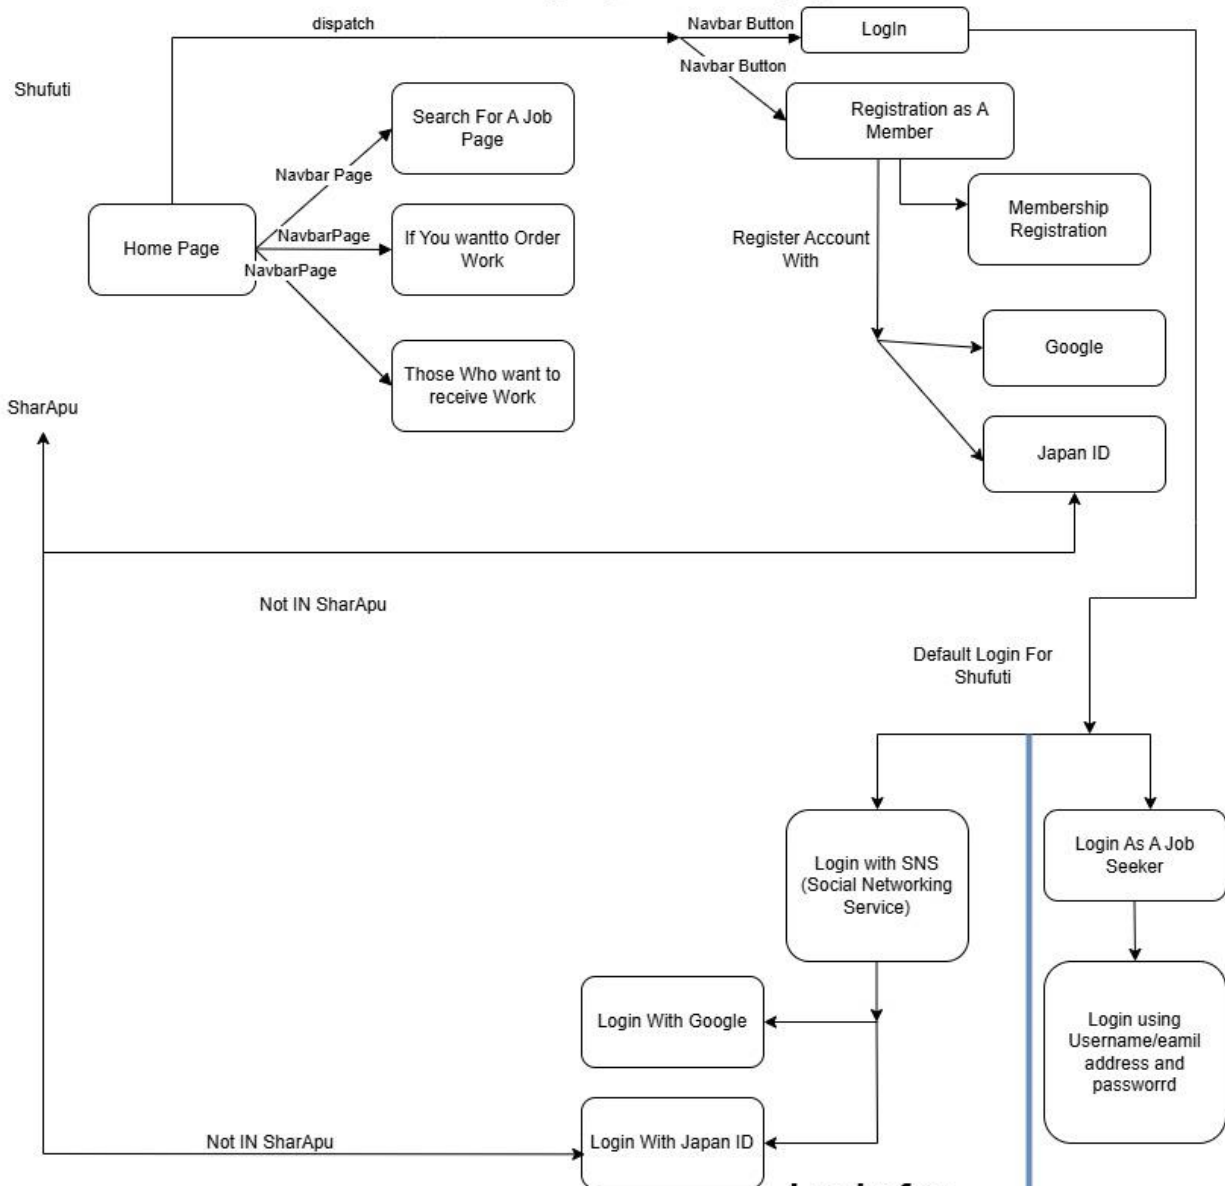 dispatch
Navbar Button
LogIn
Navbar Button
Shufuti
Search For A Job
Page
Registration as A
Member
Navbar Page
Membership
Registration
Home Page
NavbarPage
If You wantto Order
Work
Register Account
With
NavbarPage
Google
Those Who want to
receive Work
SharApu
Japan ID
Not IN SharApu
Default Login For
Shufuti
Login with SNS
(Social Networking
Service)
Login As A Job
Seeker
Login With Google
Login using
Username/eamil
address and
passworrd
Not IN SharApu
Login With Japan ID